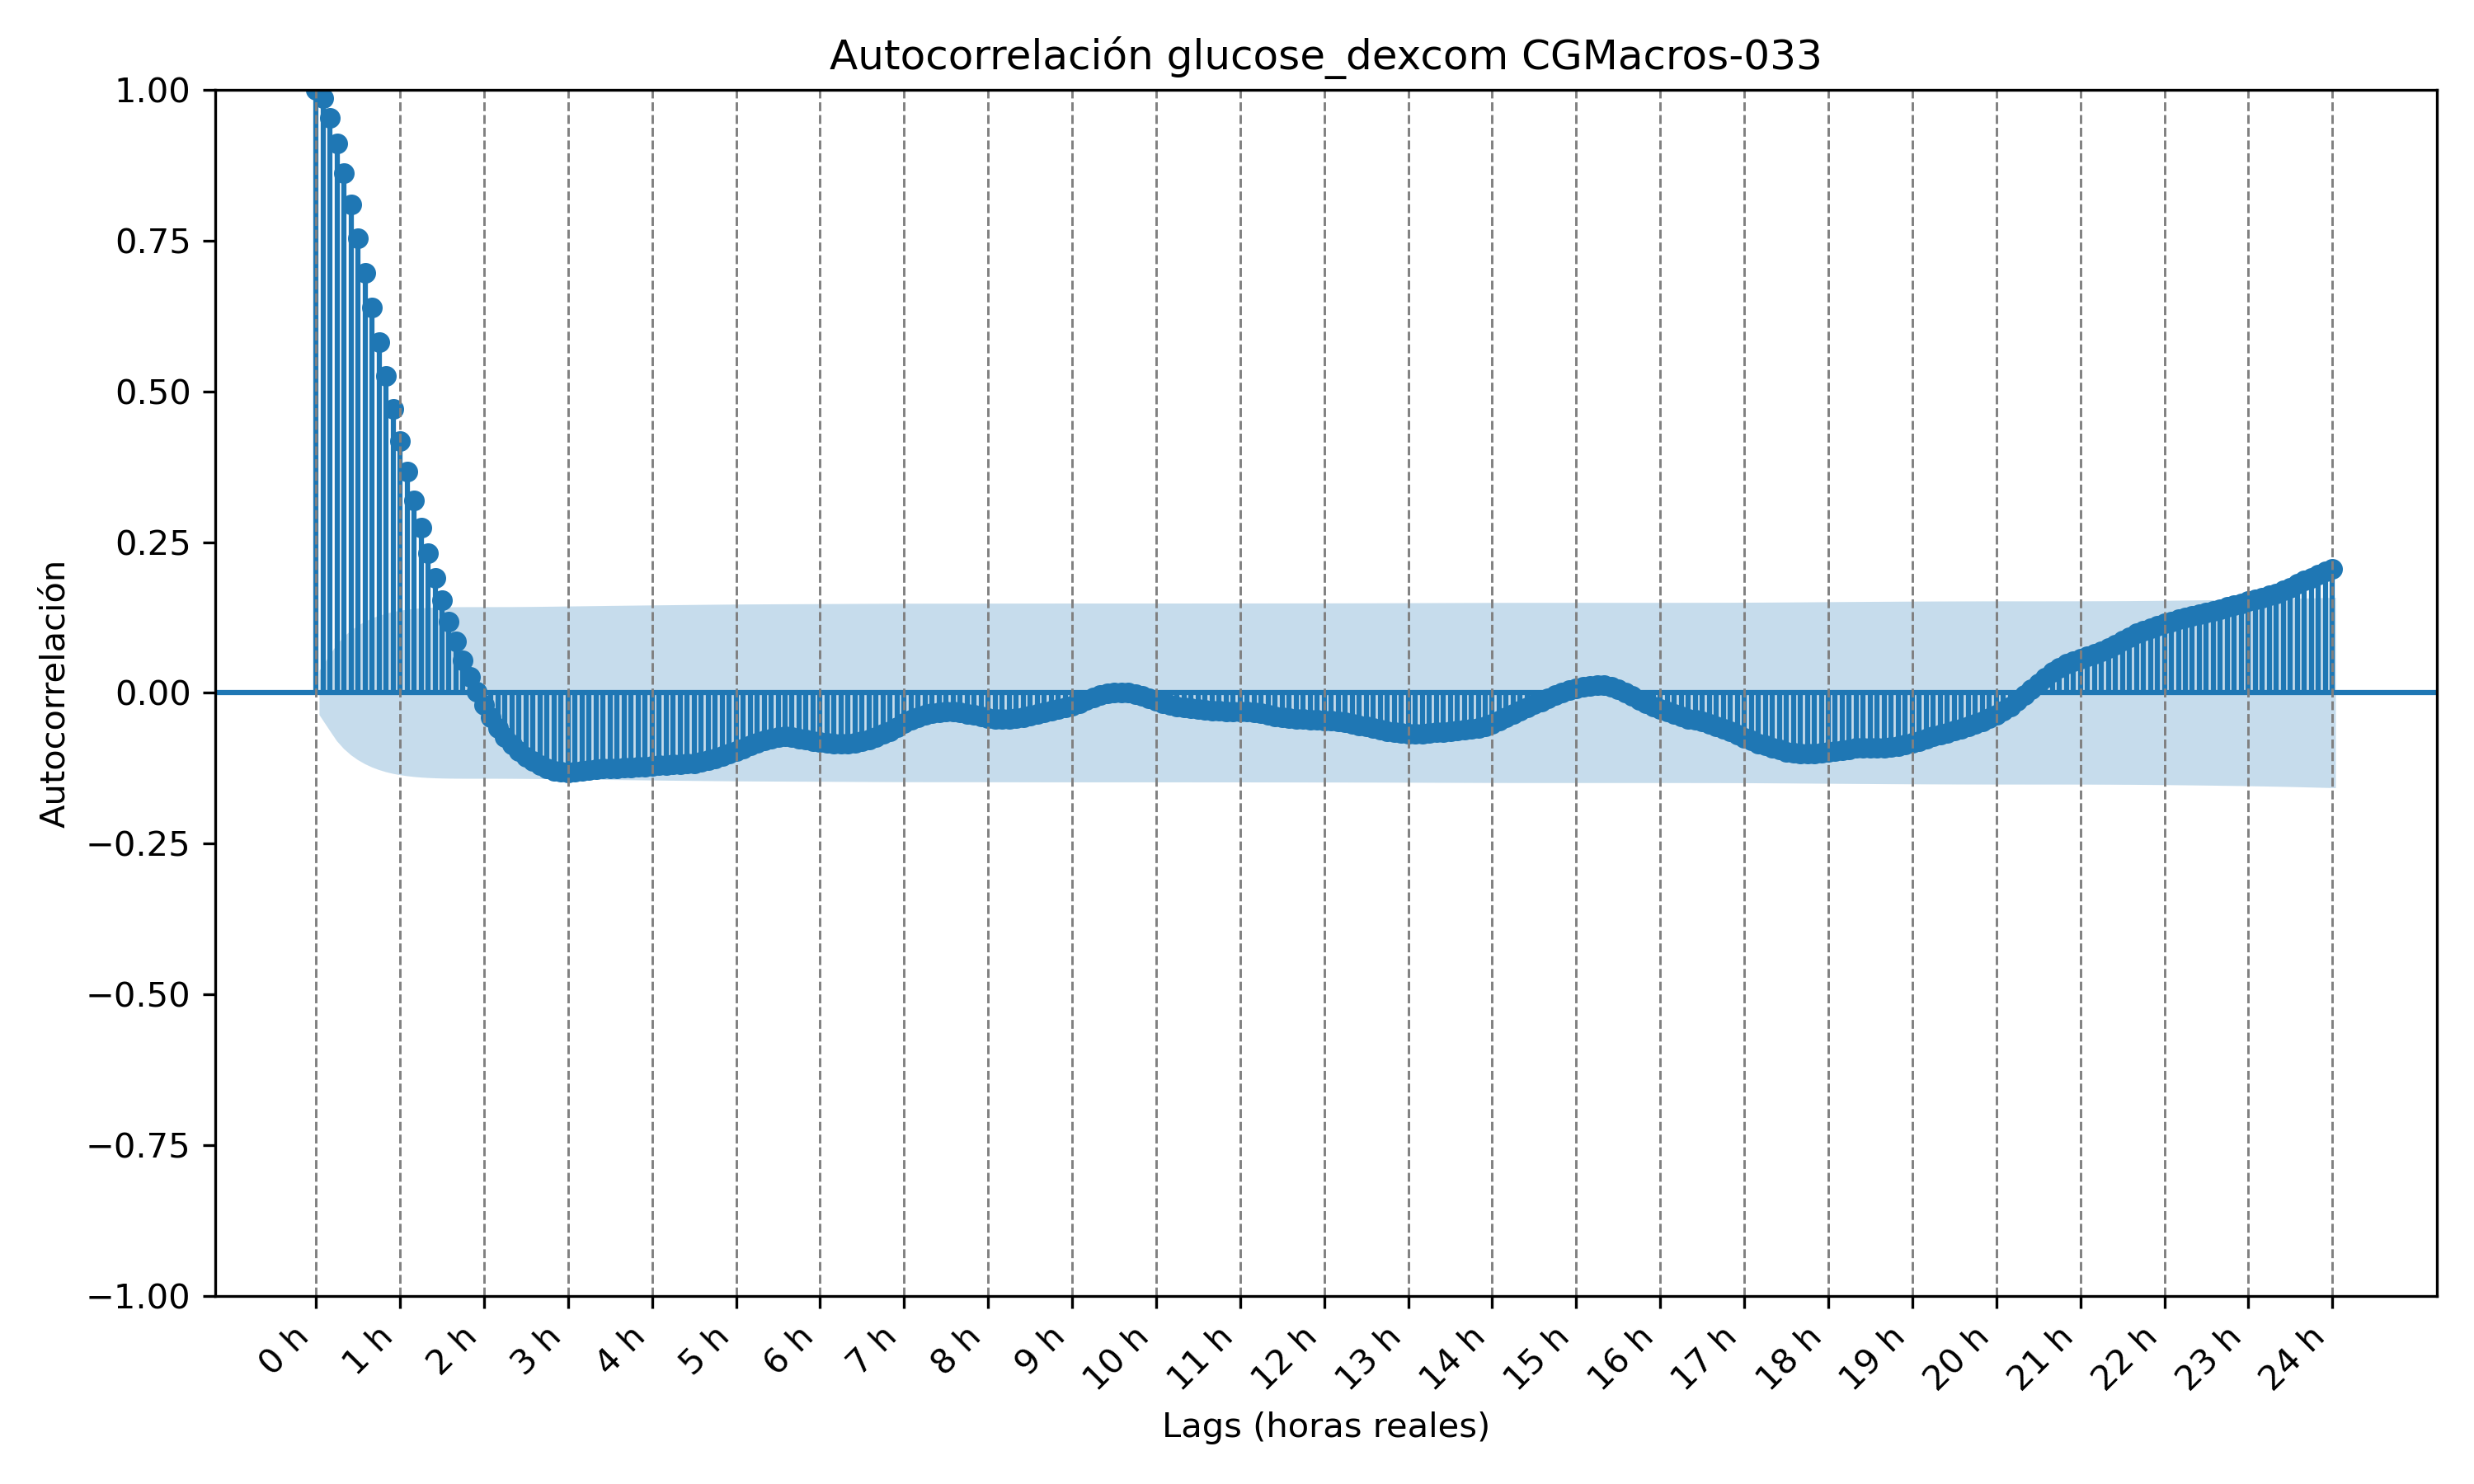 Autocorrelación glucose_dexcom CGMacros-033
Autocorrelación
1.00
0.75
0.50
0.25
0.00
−0.25
−0.50
−0.75
−1.00
0 h
1 h
2 h
3 h
4 h
5 h
6 h
7 h
8 h
9 h
10 h
11 h
12 h
13 h
14 h
15 h
16 h
17 h
18 h
19 h
20 h
21 h
22 h
23 h
24 h
Lags (horas reales)